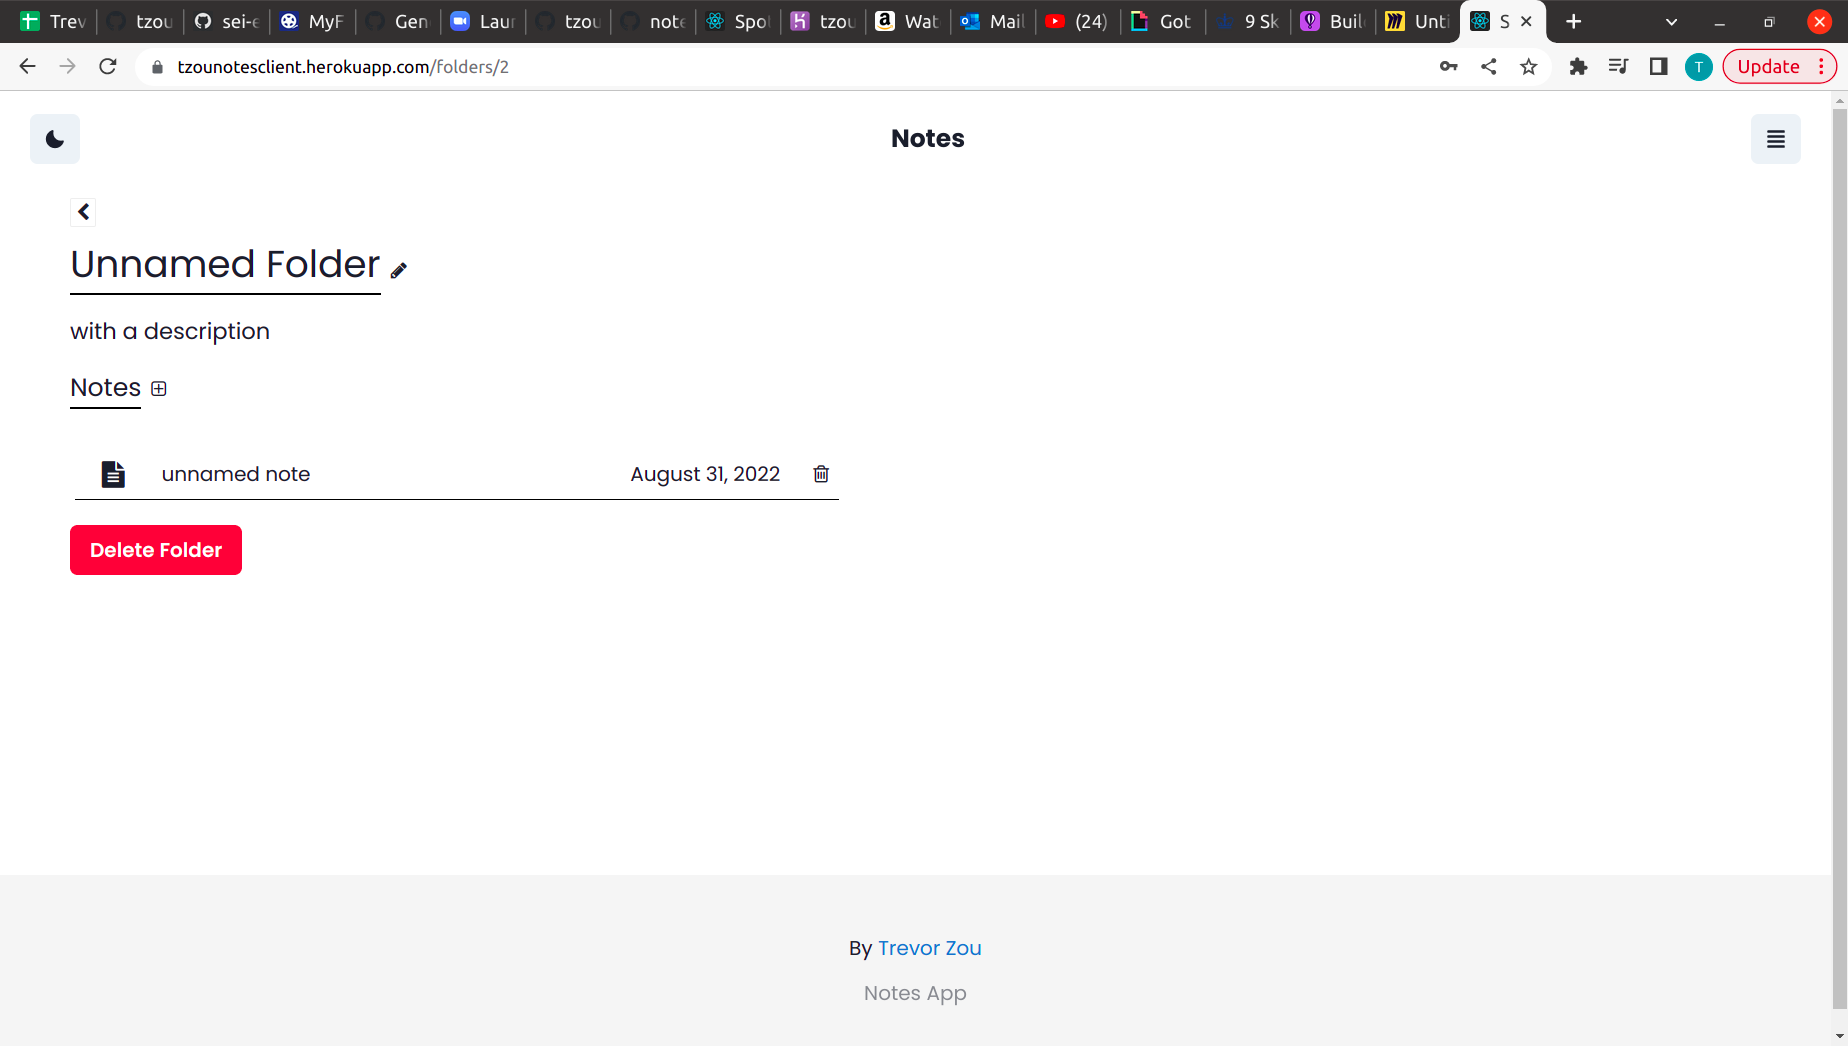 Trev tzou sei-e MyF Gen Laun tzou note Spot tzou Wat Mail (24) Got 9 Sk Buil Unti S
tzounotesclient.herokuapp.com/folders/2 T Update
Notes
Unnamed Folder
with a description
Notes
unnamed note August 31, 2022
Delete Folder
By Trevor Zou
Notes App